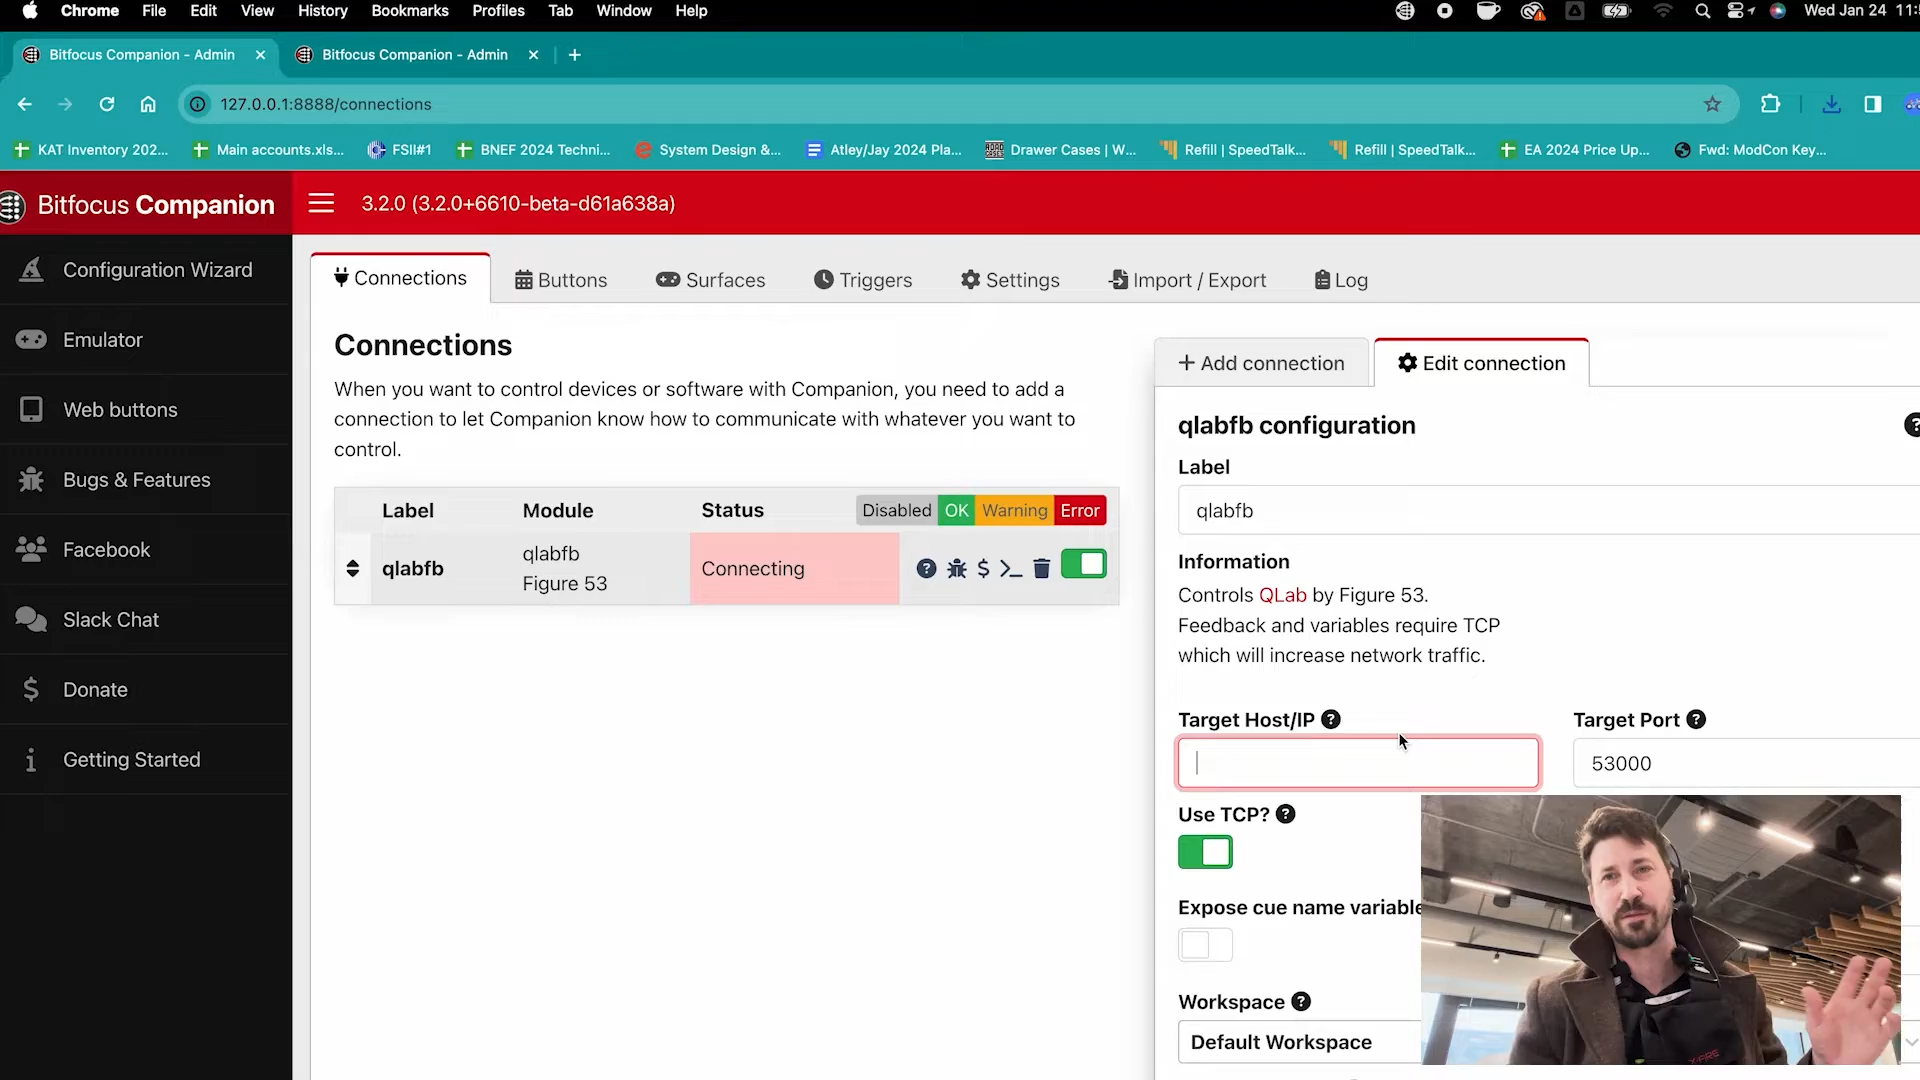 Chrome File Edit View History Bookmarks Profiles Tab Window Help
Wed Jan 24
Bitfocus Companion - Admin
Bitfocus Companion - Admin
127.0.0.1:8888/connections
KAT Inventory 202...
Main accounts.xls...
FSII#1
BNEF 2024 Techni...
System Design &...
Atley/Jay 2024 Pla...
Drawer Cases | W...
Refill | SpeedTalk...
Refill | SpeedTalk...
EA 2024 Price Up...
Fwd: ModCon Key...
Bitfocus Companion
3.2.0 (3.2.0+6610-beta-d61a638a)
Configuration Wizard
Emulator
Web buttons
Bugs & Features
Facebook
Slack Chat
Donate
Getting Started
Connections
Buttons
Surfaces
Triggers
Settings
Import / Export
Log
Connections
When you want to control devices or software with Companion, you need to add a
connection to let Companion know how to communicate with whatever you want to
control.
Label Module Status Disabled OK Warning Error
qlabfb
qlabfb
Figure 53
Connecting
+ Add connection
Edit connection
qlabfb configuration
Label
qlabfb
Information
Controls QLab by Figure 53.
Feedback and variables require TCP
which will increase network traffic.
Target Host/IP
Target Port
53000
Use TCP?
Expose cue name variable
Workspace
Default Workspace